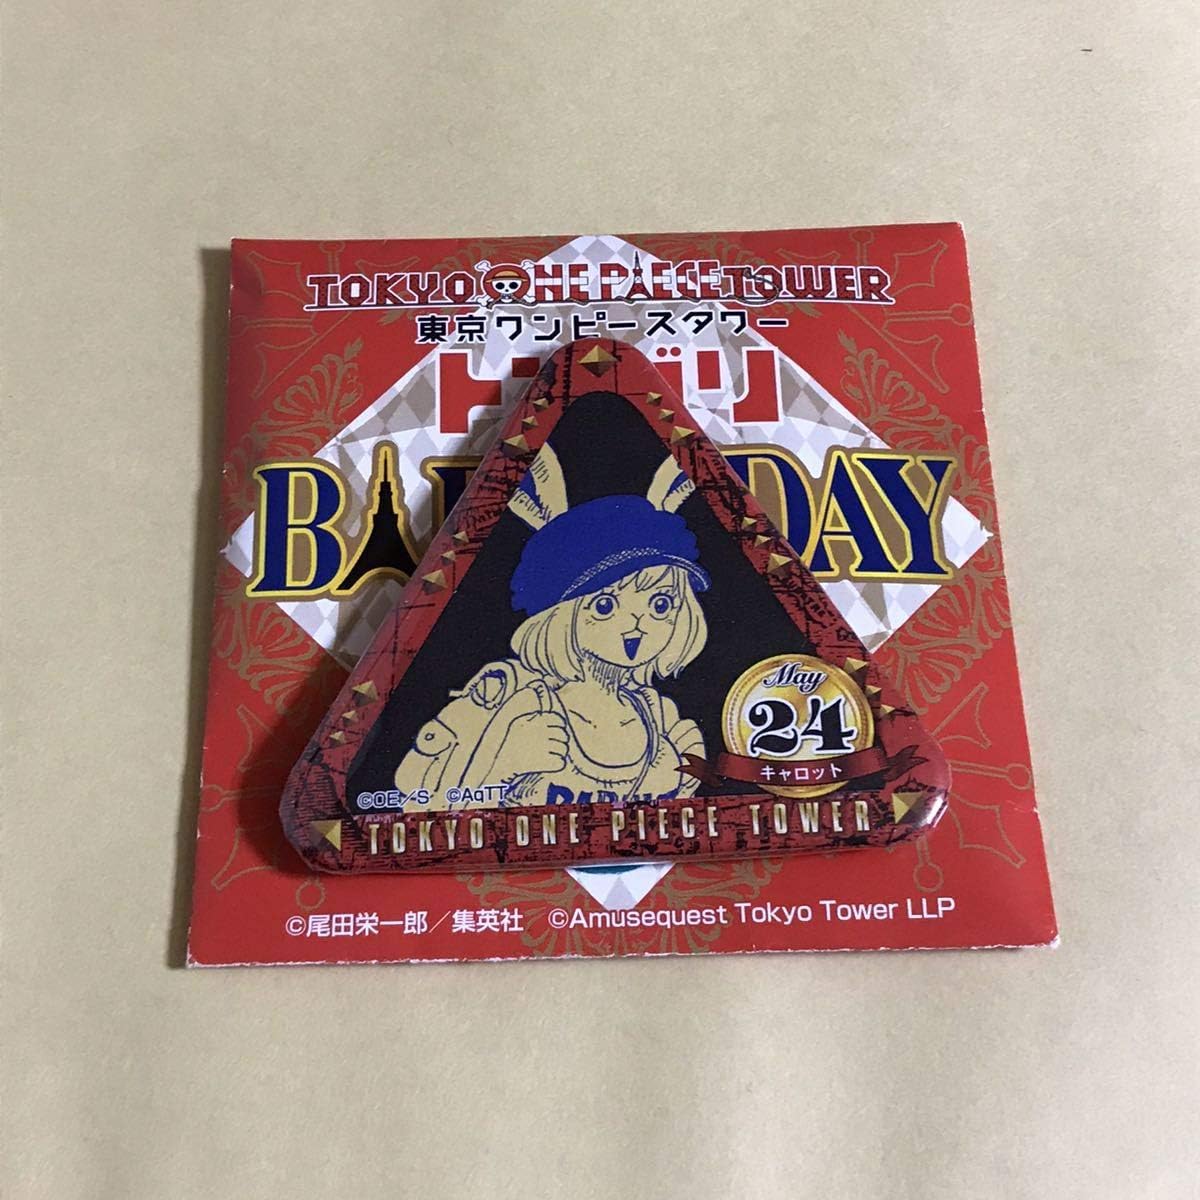 TOKYO ONE PIECE TOWER
東京ワンピースタワー
DAY
May
24
キャロット
©OE/S ©AqTT
TOKYO ONE PIECE TOWER
©尾田栄一郎/集英社 ©Amusequest Tokyo Tower LLP